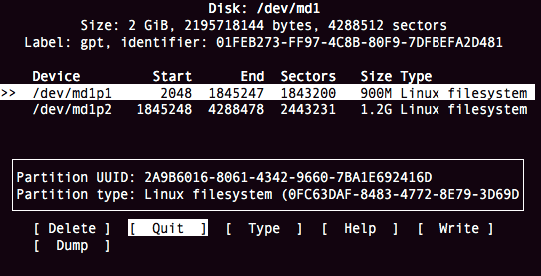 Disk: /dev/md1
Size: 2 GiB, 2195718144 bytes, 4288512 sectors
Label: gpt, identifier: 01FEB273-FF97-4C8B-80F9-7DFBEFA2D481
Device Start End Sectors Size Type
>> /dev/md1p1 2048 1845247 1843200 900M Linux filesystem
/dev/md1p2 1845248 4288478 2443231 1.2G Linux filesystem
Partition UUID: 2A9B6016-8061-4342-9660-7BA1E692416D
Partition type: Linux filesystem (0FC63DAF-8483-4772-8E79-3D69D
[ Delete ] [ Quit ] [ Type ] [ Help ] [ Write ]
[ Dump ]